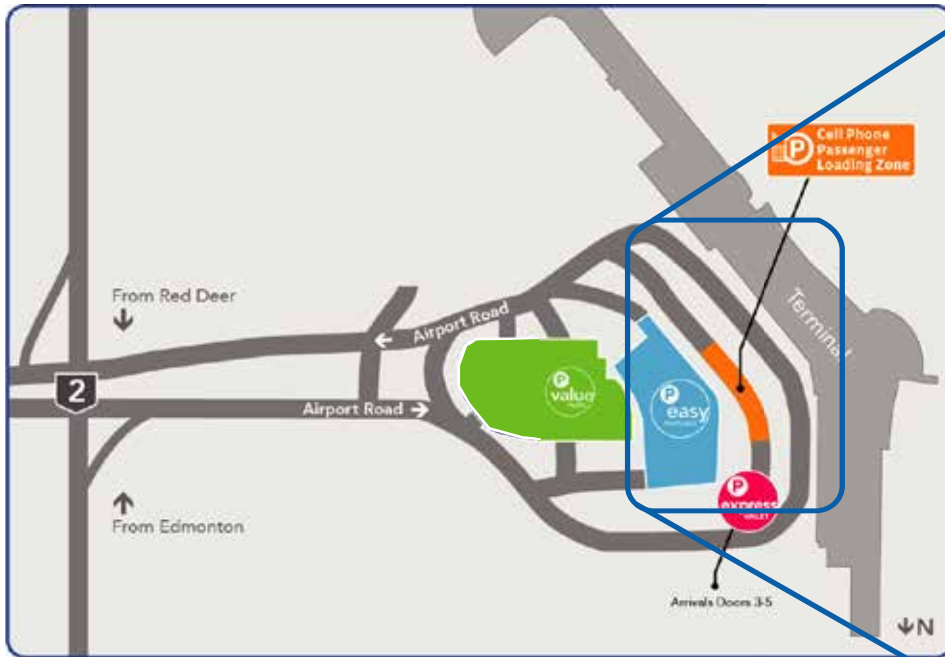 Cell Phone
Passenger
Loading Zone
From Red Deer
Airport Road
Terminal
2
P
value
P
easy
Airport Road
P
express
VALET
From Edmonton
Arrivals Doors 3-5
N